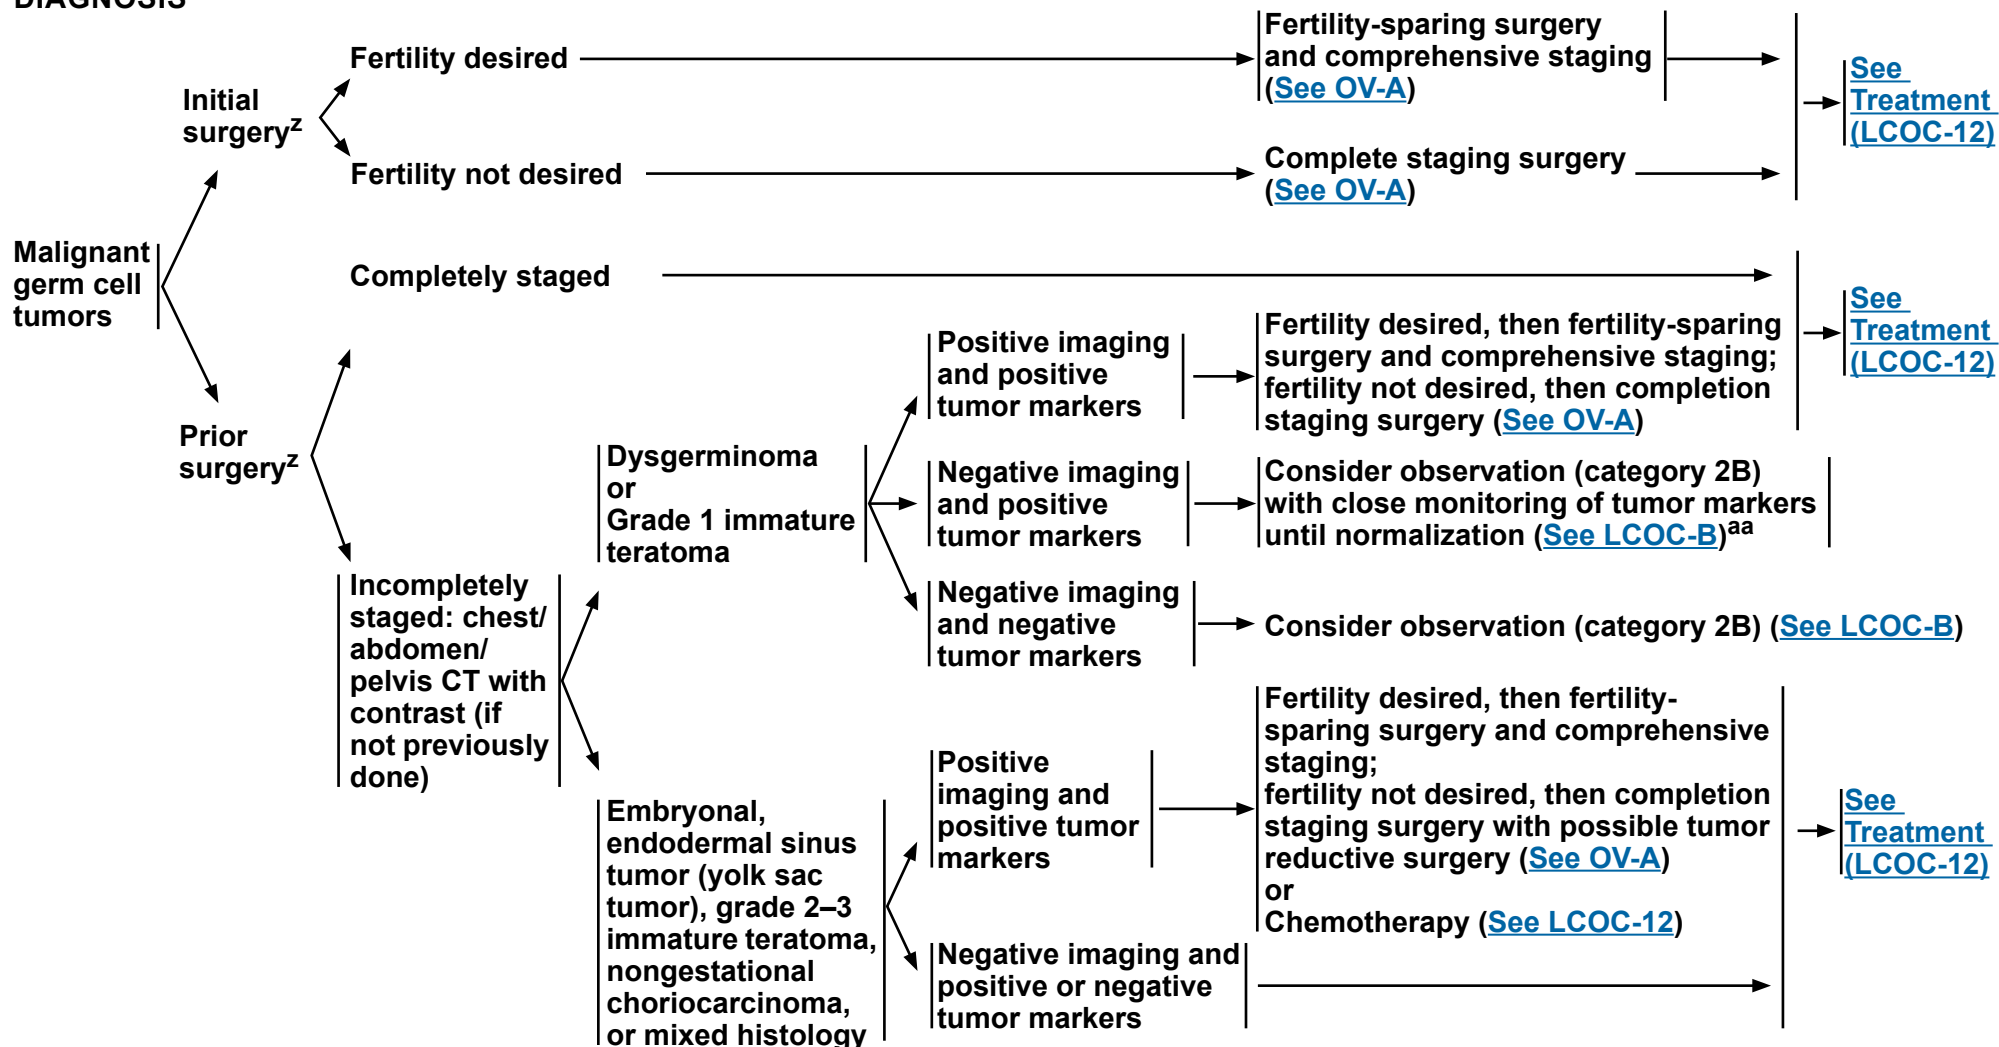 DIAGNOSIS
Fertility desired
Fertility-sparing surgery
and comprehensive staging
(See OV-A)
Initial
surgeryz
See
Treatment
(LCOC-12)
Fertility not desired
Complete staging surgery
(See OV-A)
Malignant
germ cell
tumors
Completely staged
See
Treatment
(LCOC-12)
Prior
surgeryz
Positive imaging
and positive
tumor markers
Fertility desired, then fertility-sparing
surgery and comprehensive staging;
fertility not desired, then completion
staging surgery (See OV-A)
Dysgerminoma
or
Grade 1 immature
teratoma
Negative imaging
and positive
tumor markers
Consider observation (category 2B)
with close monitoring of tumor markers
until normalization (See LCOC-B)aa
Negative imaging
and negative
tumor markers
Consider observation (category 2B) (See LCOC-B)
Incompletely
staged: chest/
abdomen/
pelvis CT with
contrast (if
not previously
done)
Embryonal,
endodermal sinus
tumor (yolk sac
tumor), grade 2–3
immature teratoma,
nongestational
choriocarcinoma,
or mixed histology
Positive
imaging and
positive tumor
markers
Fertility desired, then fertility-
sparing surgery and comprehensive
staging;
fertility not desired, then completion
staging surgery with possible tumor
reductive surgery (See OV-A)
or
Chemotherapy (See LCOC-12)
See
Treatment
(LCOC-12)
Negative imaging and
positive or negative
tumor markers